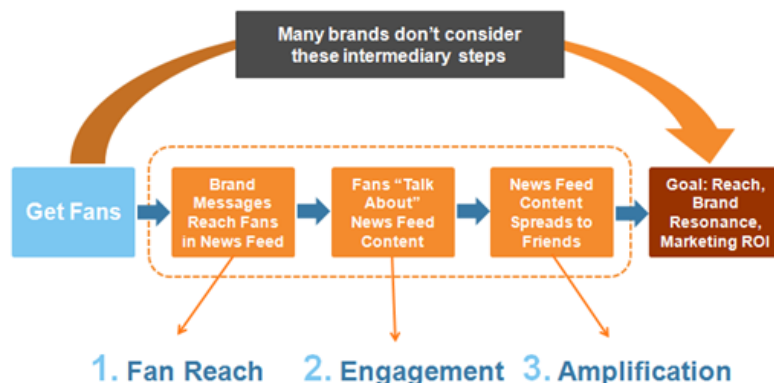 Many brands don't consider
these intermediary steps
Get Fans
Brand
Messages
Reach Fans
in News Feed
Fans “Talk
About”
News Feed
Content
News Feed
Content
Spreads to
Friends
Goal: Reach,
Brand
Resonance,
Marketing ROI
1. Fan Reach
2. Engagement
3. Amplification